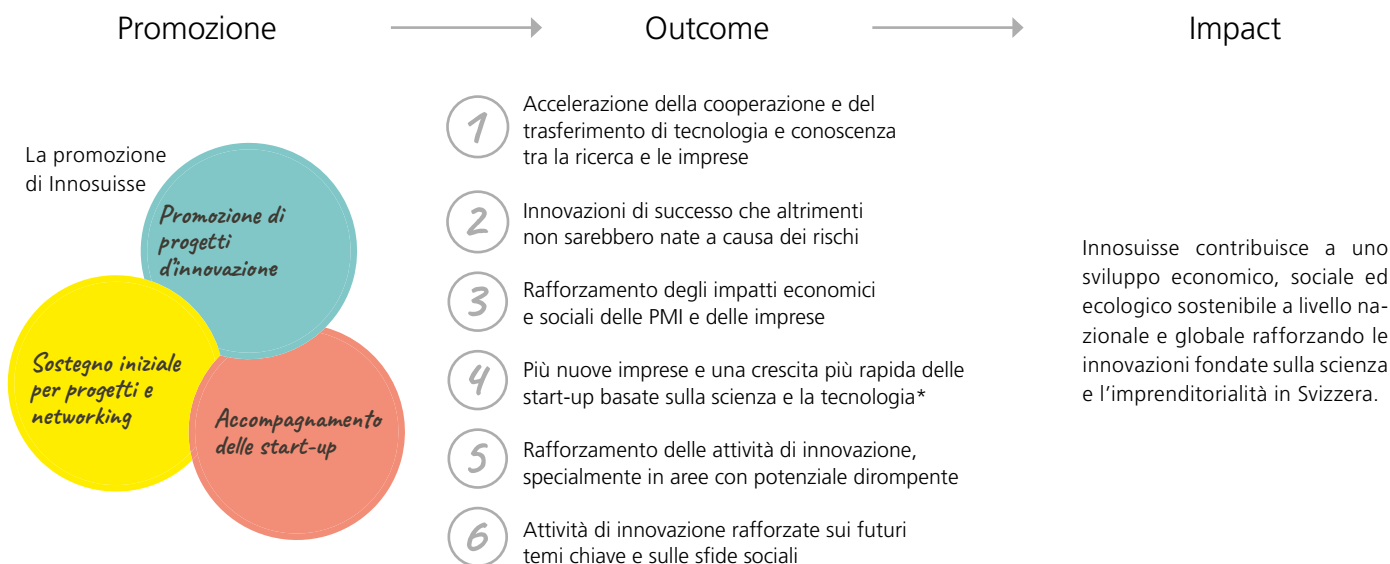 Promozione
Outcome
Impact
La promozione
di Innosuisse
Promozione di
progetti
d'innovazione
Sostegno iniziale
per progetti e
networking
Accompagnamento
delle start-up
1
Accelerazione della cooperazione e del
trasferimento di tecnologia e conoscenza
tra la ricerca e le imprese
2
Innovazioni di successo che altrimenti
non sarebbero nate a causa dei rischi
3
Rafforzamento degli impatti economici
e sociali delle PMI e delle imprese
4
Più nuove imprese e una crescita più rapida delle
start-up basate sulla scienza e la tecnologia*
5
Rafforzamento delle attività di innovazione,
specialmente in aree con potenziale dirompente
6
Attività di innovazione rafforzate sui futuri
temi chiave e sulle sfide sociali
Innosuisse contribuisce a uno
sviluppo economico, sociale ed
ecologico sostenibile a livello na-
zionale e globale rafforzando le
innovazioni fondate sulla scienza
e l'imprenditorialità in Svizzera.